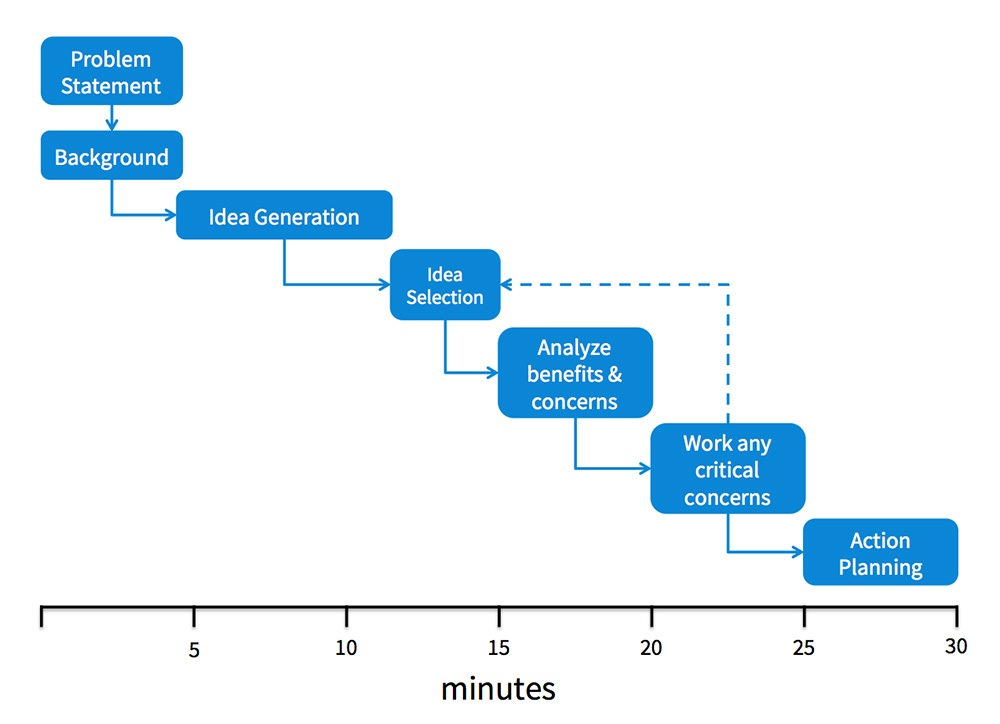 Problem
Statement
Background
Idea Generation
Idea
Selection
Analyze
benefits &
concerns
Work any
critical
concerns
Action
Planning
5
10
15
20
25
30
minutes